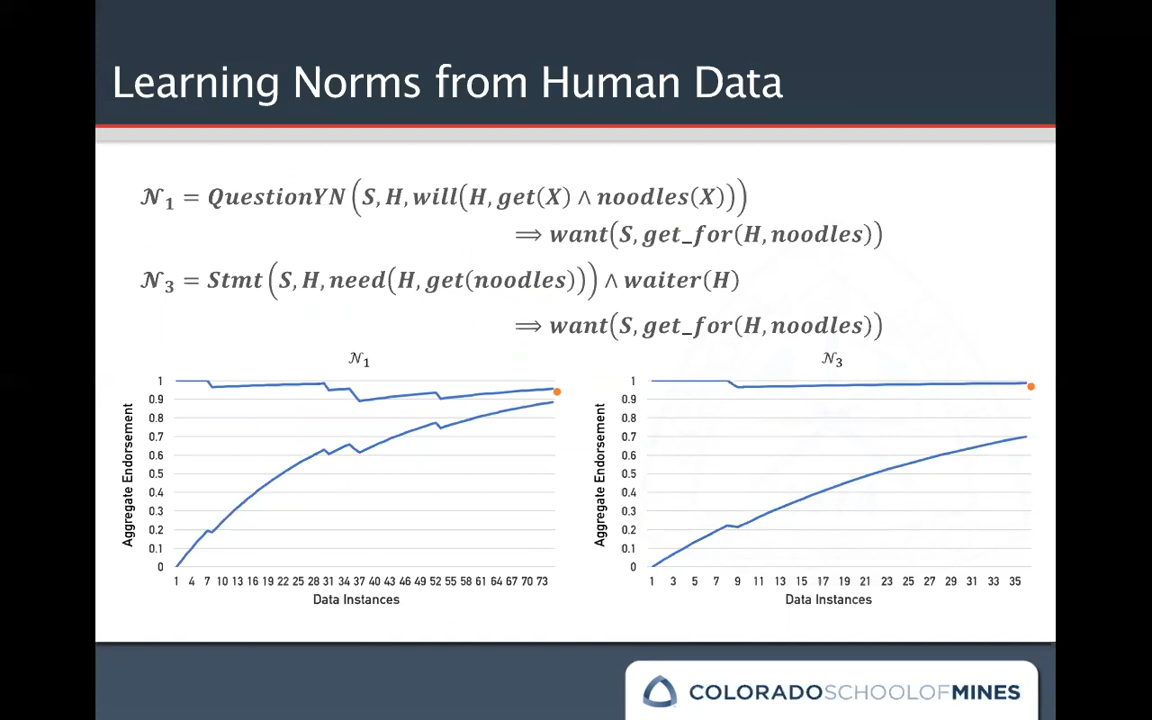 Learning Norms from Human Data
𝒩₁ = QuestionYN(S, H, will(H, get(X) ∧ noodles(X)))
⟹ want(S, get_for(H, noodles))
𝒩₃ = Stmt(S, H, need(H, get(noodles))) ∧ waiter(H)
⟹ want(S, get_for(H, noodles))
𝒩₁
Aggregate Endorsement
1
0.9
0.8
0.7
0.6
0.5
0.4
0.3
0.2
0.1
0
1 4 7 10 13 16 19 22 25 28 31 34 37 40 43 46 49 52 55 58 61 64 67 70 73
Data Instances
𝒩₃
Aggregate Endorsement
1
0.9
0.8
0.7
0.6
0.5
0.4
0.3
0.2
0.1
0
1 3 5 7 9 11 13 15 17 19 21 23 25 27 29 31 33 35
Data Instances
COLORADOSCHOOLOFMINES